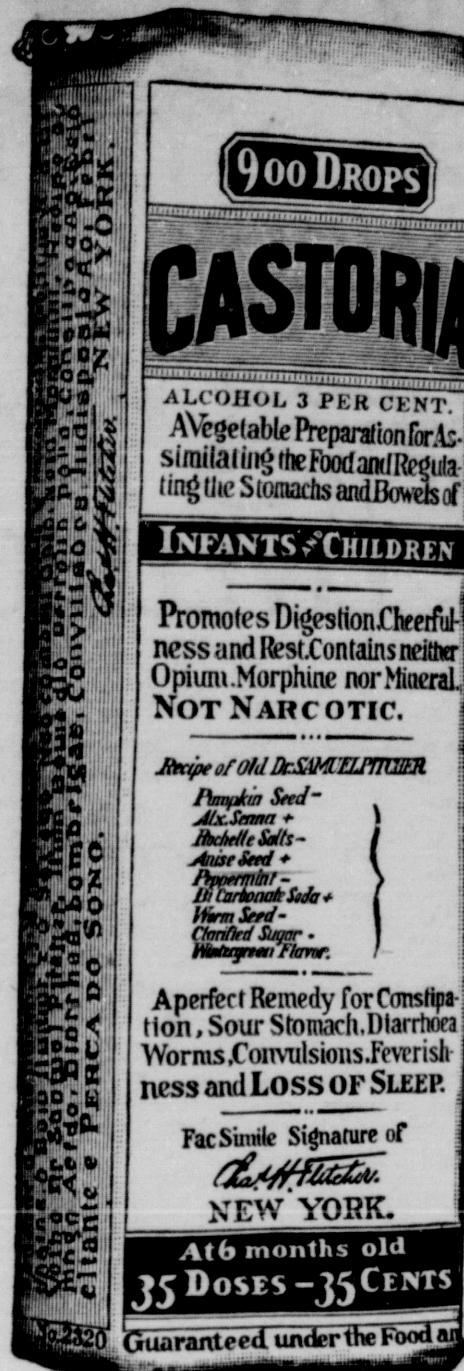 900 DROPS
CASTORIA
ALCOHOL 3 PER CENT.
A Vegetable Preparation for As-
similating the Food and Regula-
ting the Stomachs and Bowels of
INFANTS AND CHILDREN
Promotes Digestion,Cheerful-
ness and Rest.Contains neither
Opium.Morphine nor Mineral.
NOT NARCOTIC.
Recipe of Old Dr.SAMUEL PITCHER
Pumpkin Seed-
Alx.Senna +
Rochelle Salts-
Anise Seed +
Peppermint -
Bi Carbonate Soda +
Worm Seed-
Clarified Sugar -
Wintergreen Flavor.
A perfect Remedy for Constipa-
tion, Sour Stomach,Diarrhoea
Worms,Convulsions.Feverish-
ness and LOSS OF SLEEP.
Fac Simile Signature of
Chas H Fletcher.
NEW YORK.
At 6 months old
35 DOSES – 35 CENTS
Guaranteed under the Food an
NEW YORK.
Chas H Fletcher.
citante e PERCA DO SONO.
No.2320